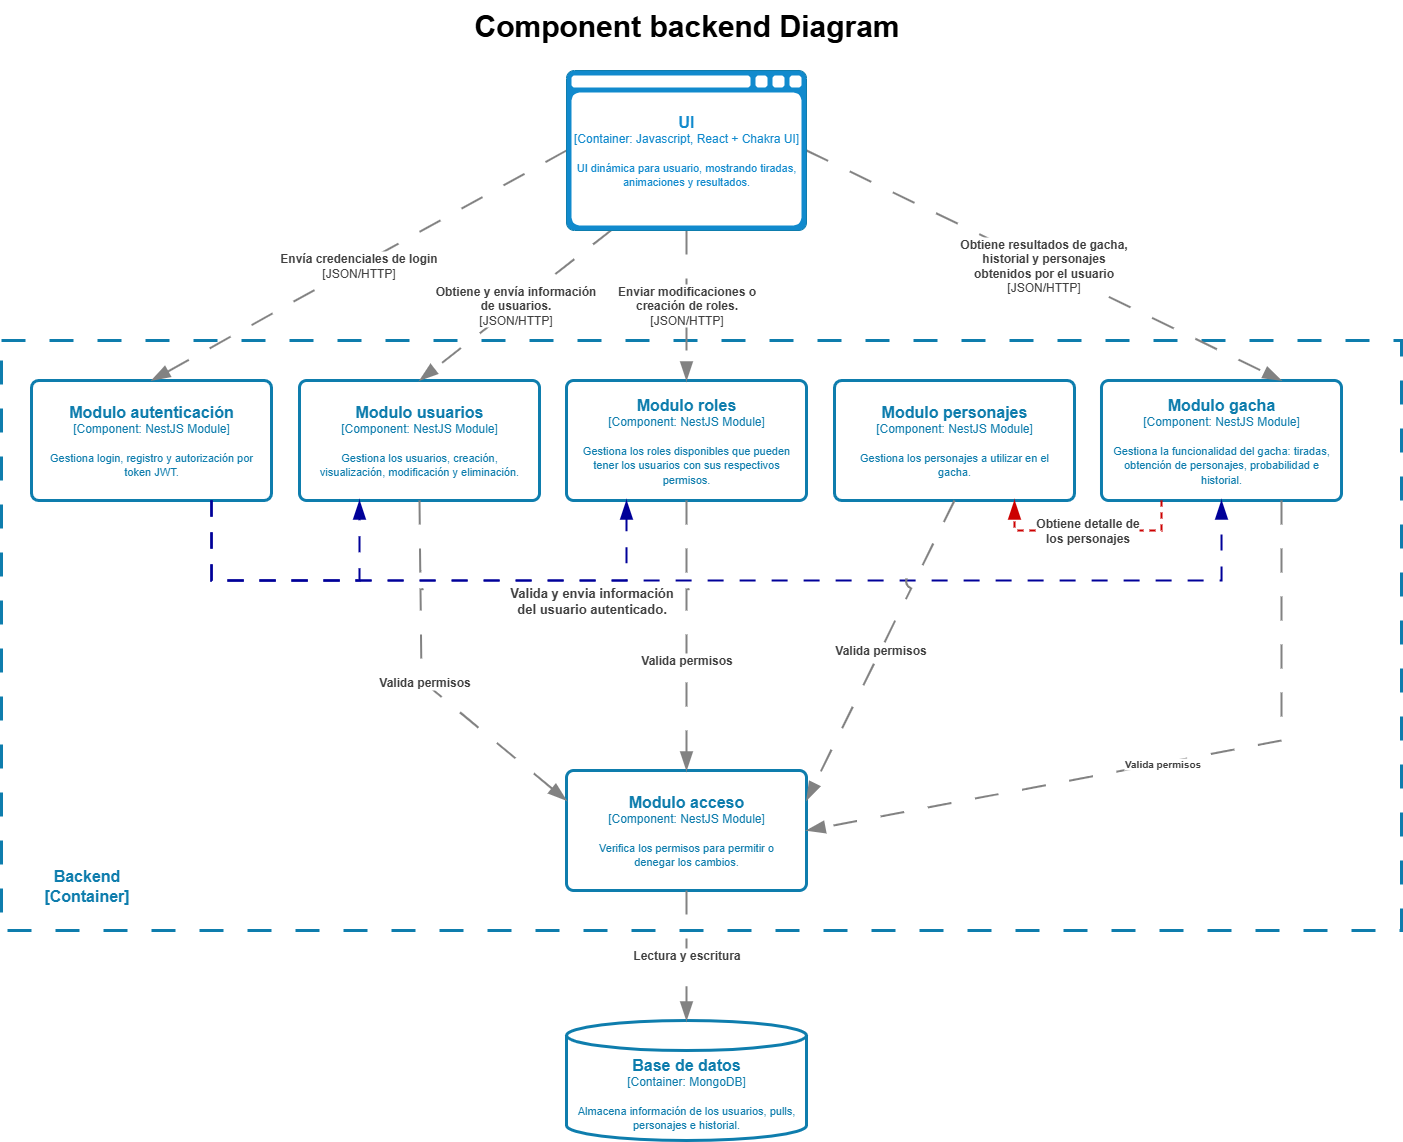 Component backend Diagram
UI
[Container: Javascript, React + Chakra UI]
UI dinámica para usuario, mostrando tiradas,
animaciones y resultados.
Envía credenciales de login
[JSON/HTTP]
Obtiene y envía información
de usuarios.
[JSON/HTTP]
Enviar modificaciones o
creación de roles.
[JSON/HTTP]
Obtiene resultados de gacha,
historial y personajes
obtenidos por el usuario
[JSON/HTTP]
Modulo autenticación
[Component: NestJS Module]
Gestiona login, registro y autorización por
token JWT.
Modulo usuarios
[Component: NestJS Module]
Gestiona los usuarios, creación,
visualización, modificación y eliminación.
Modulo roles
[Component: NestJS Module]
Gestiona los roles disponibles que pueden
tener los usuarios con sus respectivos
permisos.
Modulo personajes
[Component: NestJS Module]
Gestiona los personajes a utilizar en el
gacha.
Modulo gacha
[Component: NestJS Module]
Gestiona la funcionalidad del gacha: tiradas,
obtención de personajes, probabilidad e
historial.
Obtiene detalle de
los personajes
Valida y envia información
del usuario autenticado.
Valida permisos
Valida permisos
Valida permisos
Valida permisos
Modulo acceso
[Component: NestJS Module]
Verifica los permisos para permitir o
denegar los cambios.
Backend
[Container]
Lectura y escritura
Base de datos
[Container: MongoDB]
Almacena información de los usuarios, pulls,
personajes e historial.